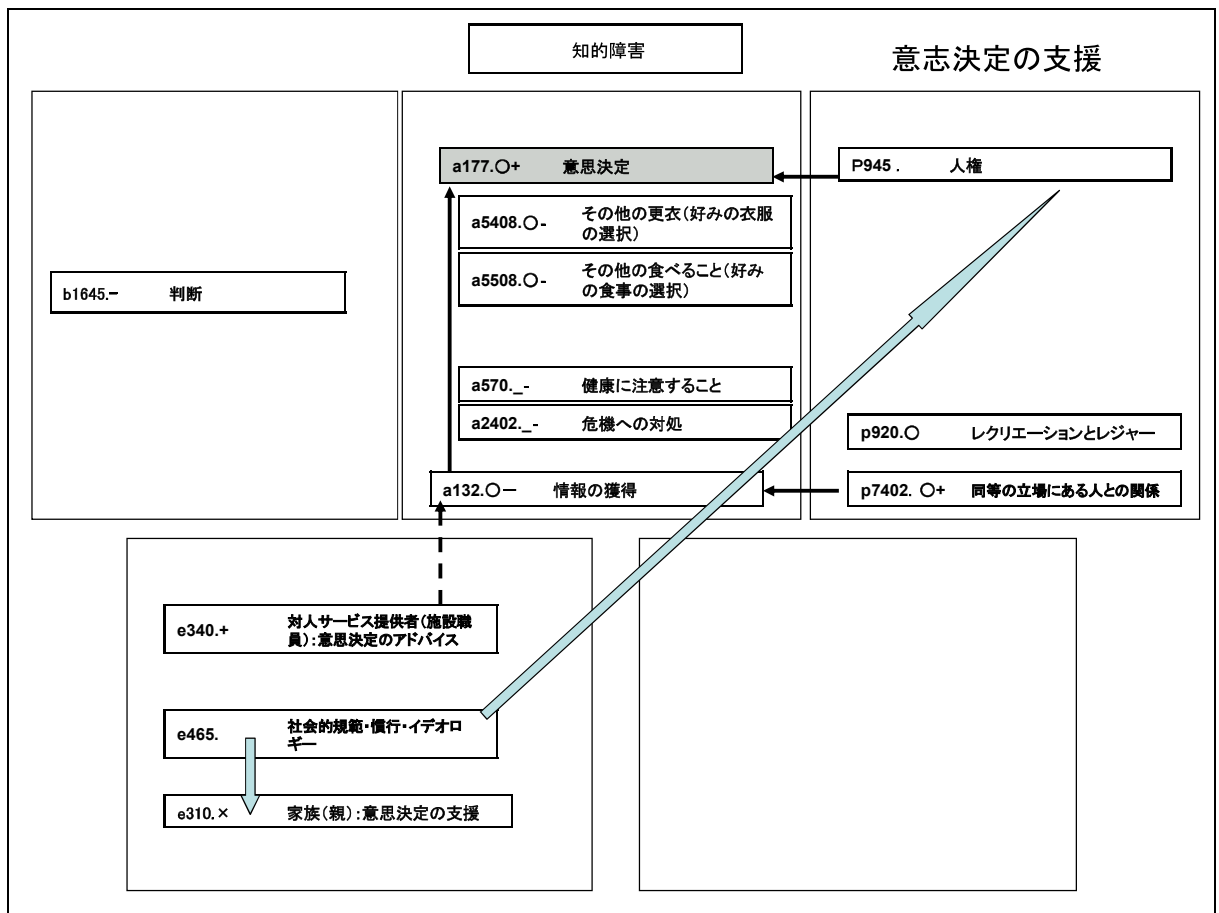 知的障害
意志決定の支援
b1645.− 判断
a177.○+ 意思決定
a5408.○- その他の更衣(好みの衣服
の選択)
a5508.○- その他の食べること(好み
の食事の選択)
a570._- 健康に注意すること
a2402._- 危機への対処
a132.○− 情報の獲得
P945 . 人権
p920.○ レクリエーションとレジャー
p7402. ○+ 同等の立場にある人との関係
e340.+ 対人サービス提供者(施設職
員):意思決定のアドバイス
e465. 社会的規範・慣行・イデオロ
ギー
e310.× 家族(親):意思決定の支援